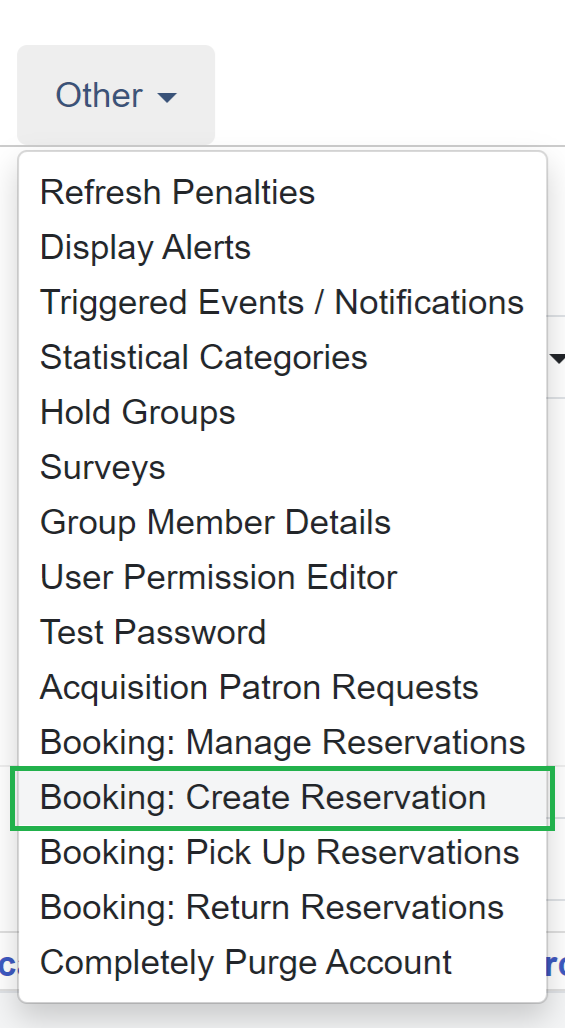 Other
Refresh Penalties
Display Alerts
Triggered Events / Notifications
Statistical Categories
Hold Groups
Surveys
Group Member Details
User Permission Editor
Test Password
Acquisition Patron Requests
Booking: Manage Reservations
Booking: Create Reservation
Booking: Pick Up Reservations
Booking: Return Reservations
Completely Purge Account